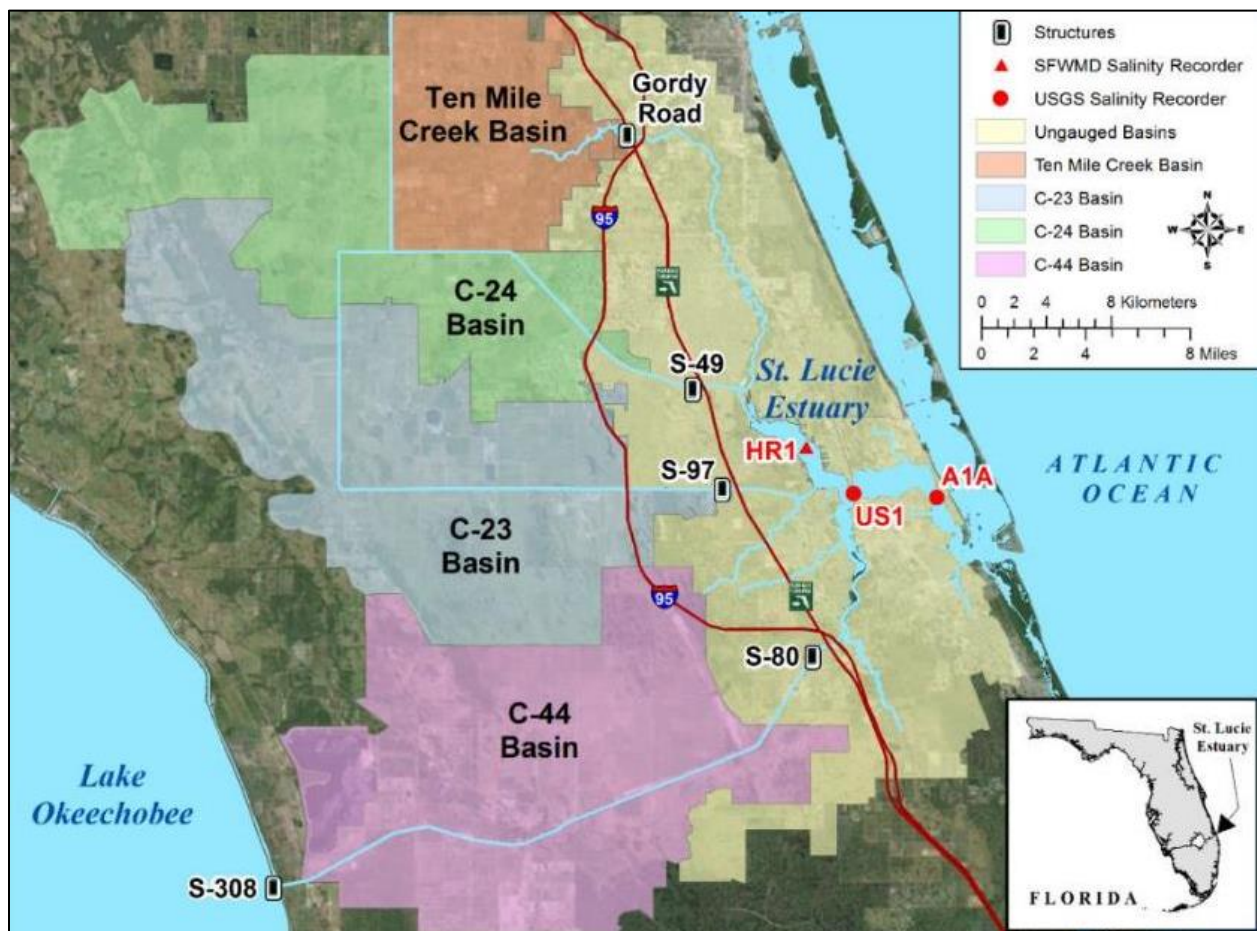 Ten Mile
Creek Basin
Gordy
Road
95
C-24
Basin
S-49
St. Lucie
Estuary
HR1
S-97
A1A
US1
ATLANTIC
OCEAN
C-23
Basin
95
S-80
C-44
Basin
Lake
Okeechobee
S-308
Structures
SFWMD Salinity Recorder
USGS Salinity Recorder
Ungauged Basins
Ten Mile Creek Basin
C-23 Basin
C-24 Basin
C-44 Basin
N
W E
S
0 2 4 8 Kilometers
0 2 4 8 Miles
St. Lucie
Estuary
FLORIDA